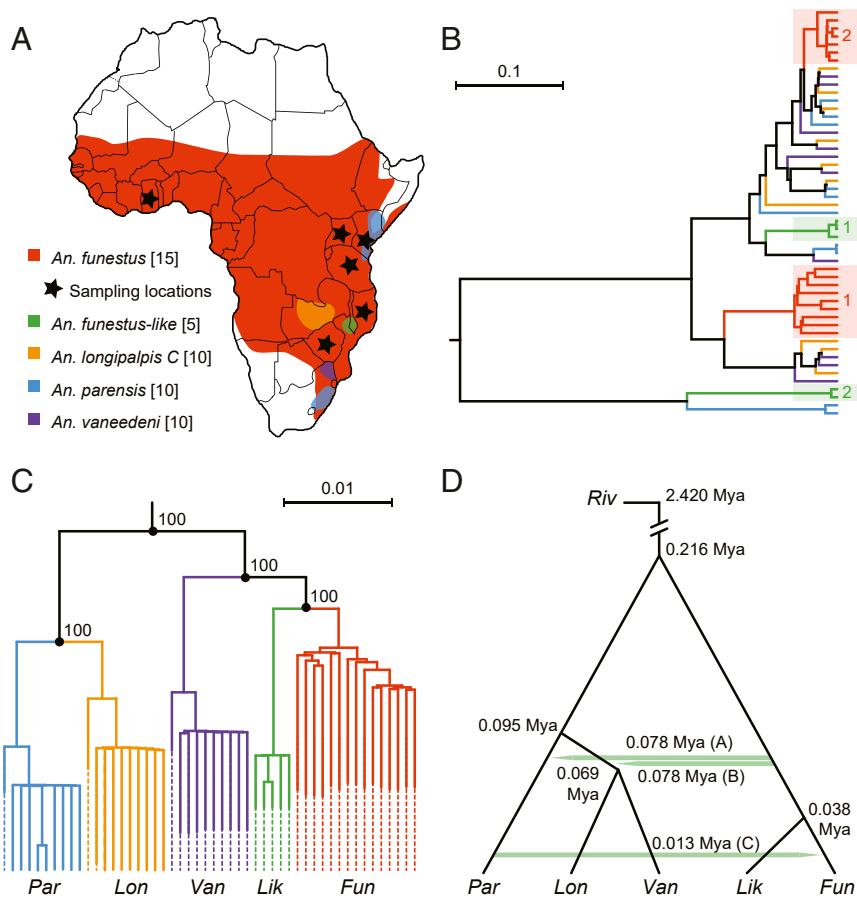 A
An. funestus [15]
Sampling locations
An. funestus-like [5]
An. longipalpis C [10]
An. parensis [10]
An. vaneedeni [10]
B
0.1
2
1
1
2
C
0.01
100
100
100
100
Par
Lon
Van
Lik
Fun
D
Riv
2.420 Mya
0.216 Mya
0.095 Mya
0.078 Mya (A)
0.078 Mya (B)
0.069
Mya
0.038
Mya
0.013 Mya (C)
Par
Lon
Van
Lik
Fun